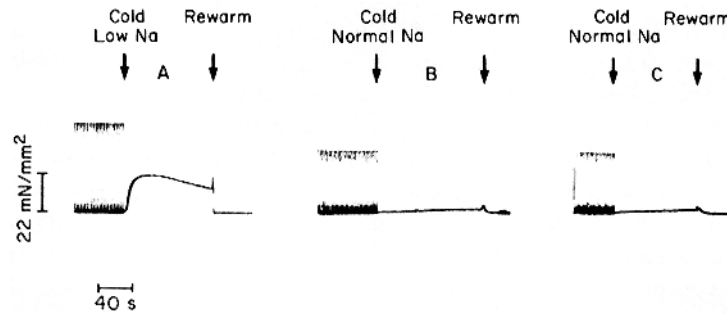 Cold
Low Na
Rewarm
A
Cold
Normal Na
Rewarm
B
Cold
Normal Na
Rewarm
C
22 mN/mm²
40 s